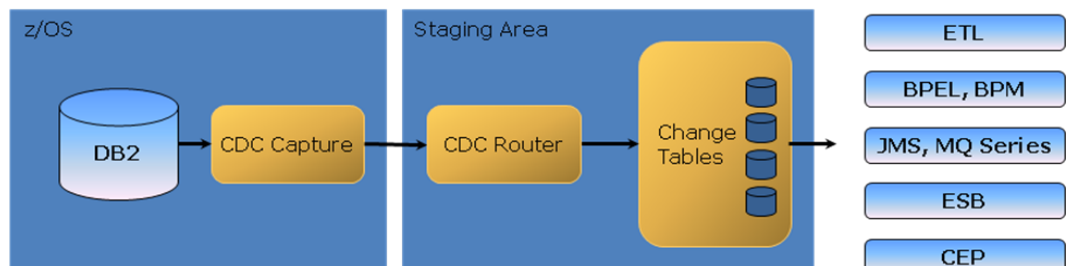 z/OS
DB2
CDC Capture
Staging Area
CDC Router
Change
Tables
ETL
BPEL, BPM
JMS, MQ Series
ESB
CEP